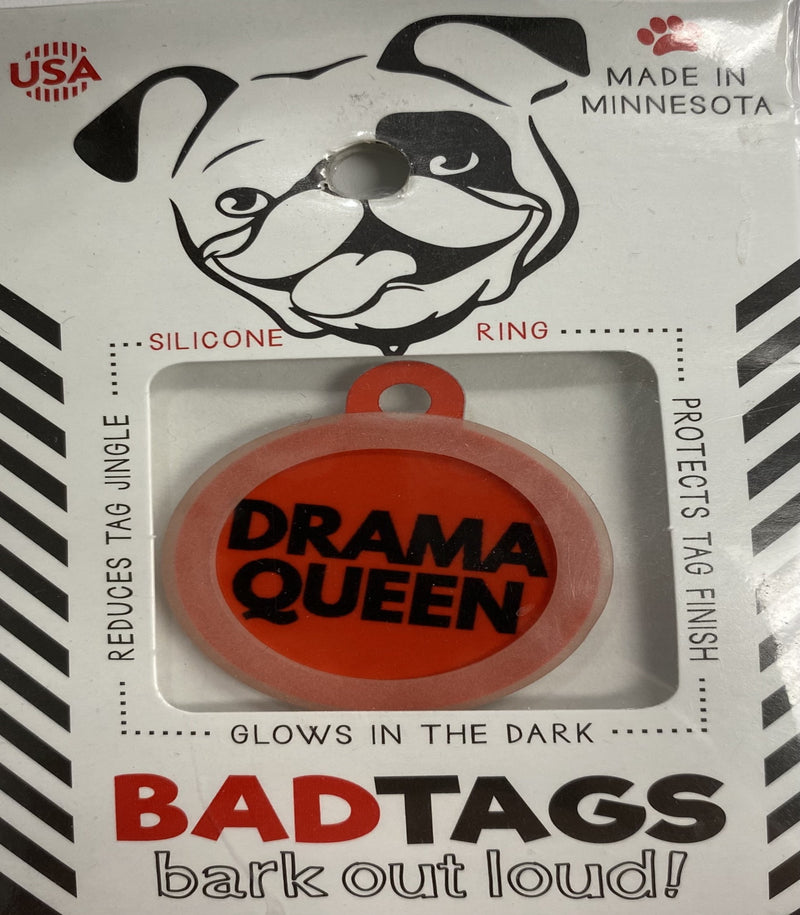 USA
MADE IN
MINNESOTA
SILICONE RING
REDUCES TAG JINGLE
PROTECTS TAG FINISH
DRAMA
QUEEN
GLOWS IN THE DARK
BADTAGS
bark out loud!